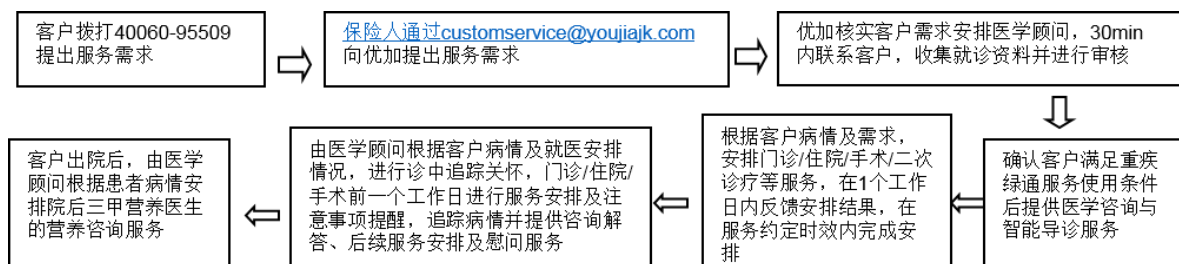 客户拨打40060-95509
提出服务需求
保险人通过customservice@youjiajk.com
向优加提出服务需求
优加核实客户需求安排医学顾问，30min
内联系客户，收集就诊资料并进行审核
确认客户满足重疾
绿通服务使用条件
后提供医学咨询与
智能导诊服务
根据客户病情及需求，
安排门诊/住院/手术/二次
诊疗等服务，在1个工作
日内反馈安排结果，在
服务约定时效内完成安
排
由医学顾问根据客户病情及就医安排
情况，进行诊中追踪关怀，门诊/住院/
手术前一个工作日进行服务安排及注
意事项提醒，追踪病情并提供咨询解
答、后续服务安排及慰问服务
客户出院后，由医学
顾问根据患者病情安
排院后三甲营养医生
的营养咨询服务